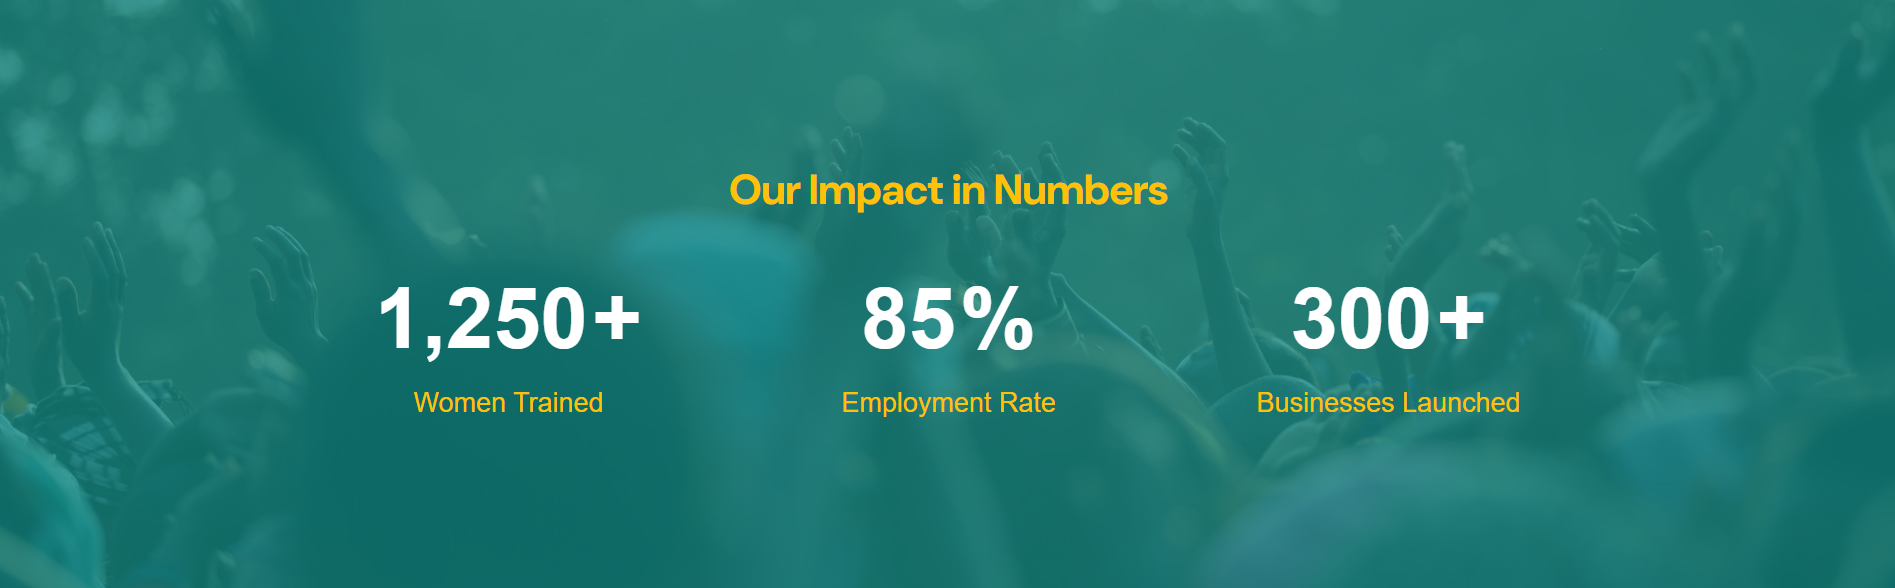 Our Impact in Numbers
1,250+
85%
300+
Women Trained
Employment Rate
Businesses Launched